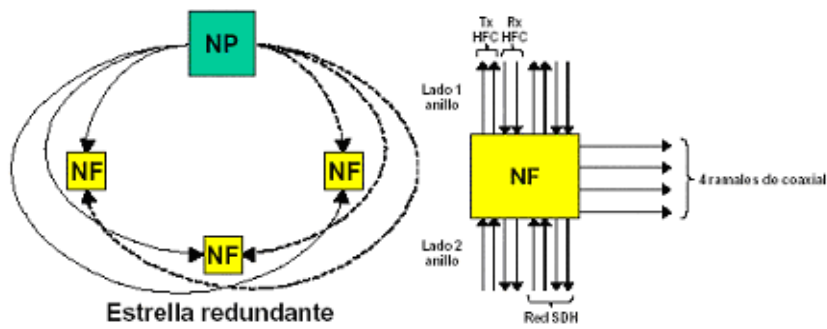 NP
NF
NF
NF
Estrella redundante
Tx
HFC
Rx
HFC
Lado 1
anillo
NF
4 ramales de coaxial
Lado 2
anillo
Red SDH